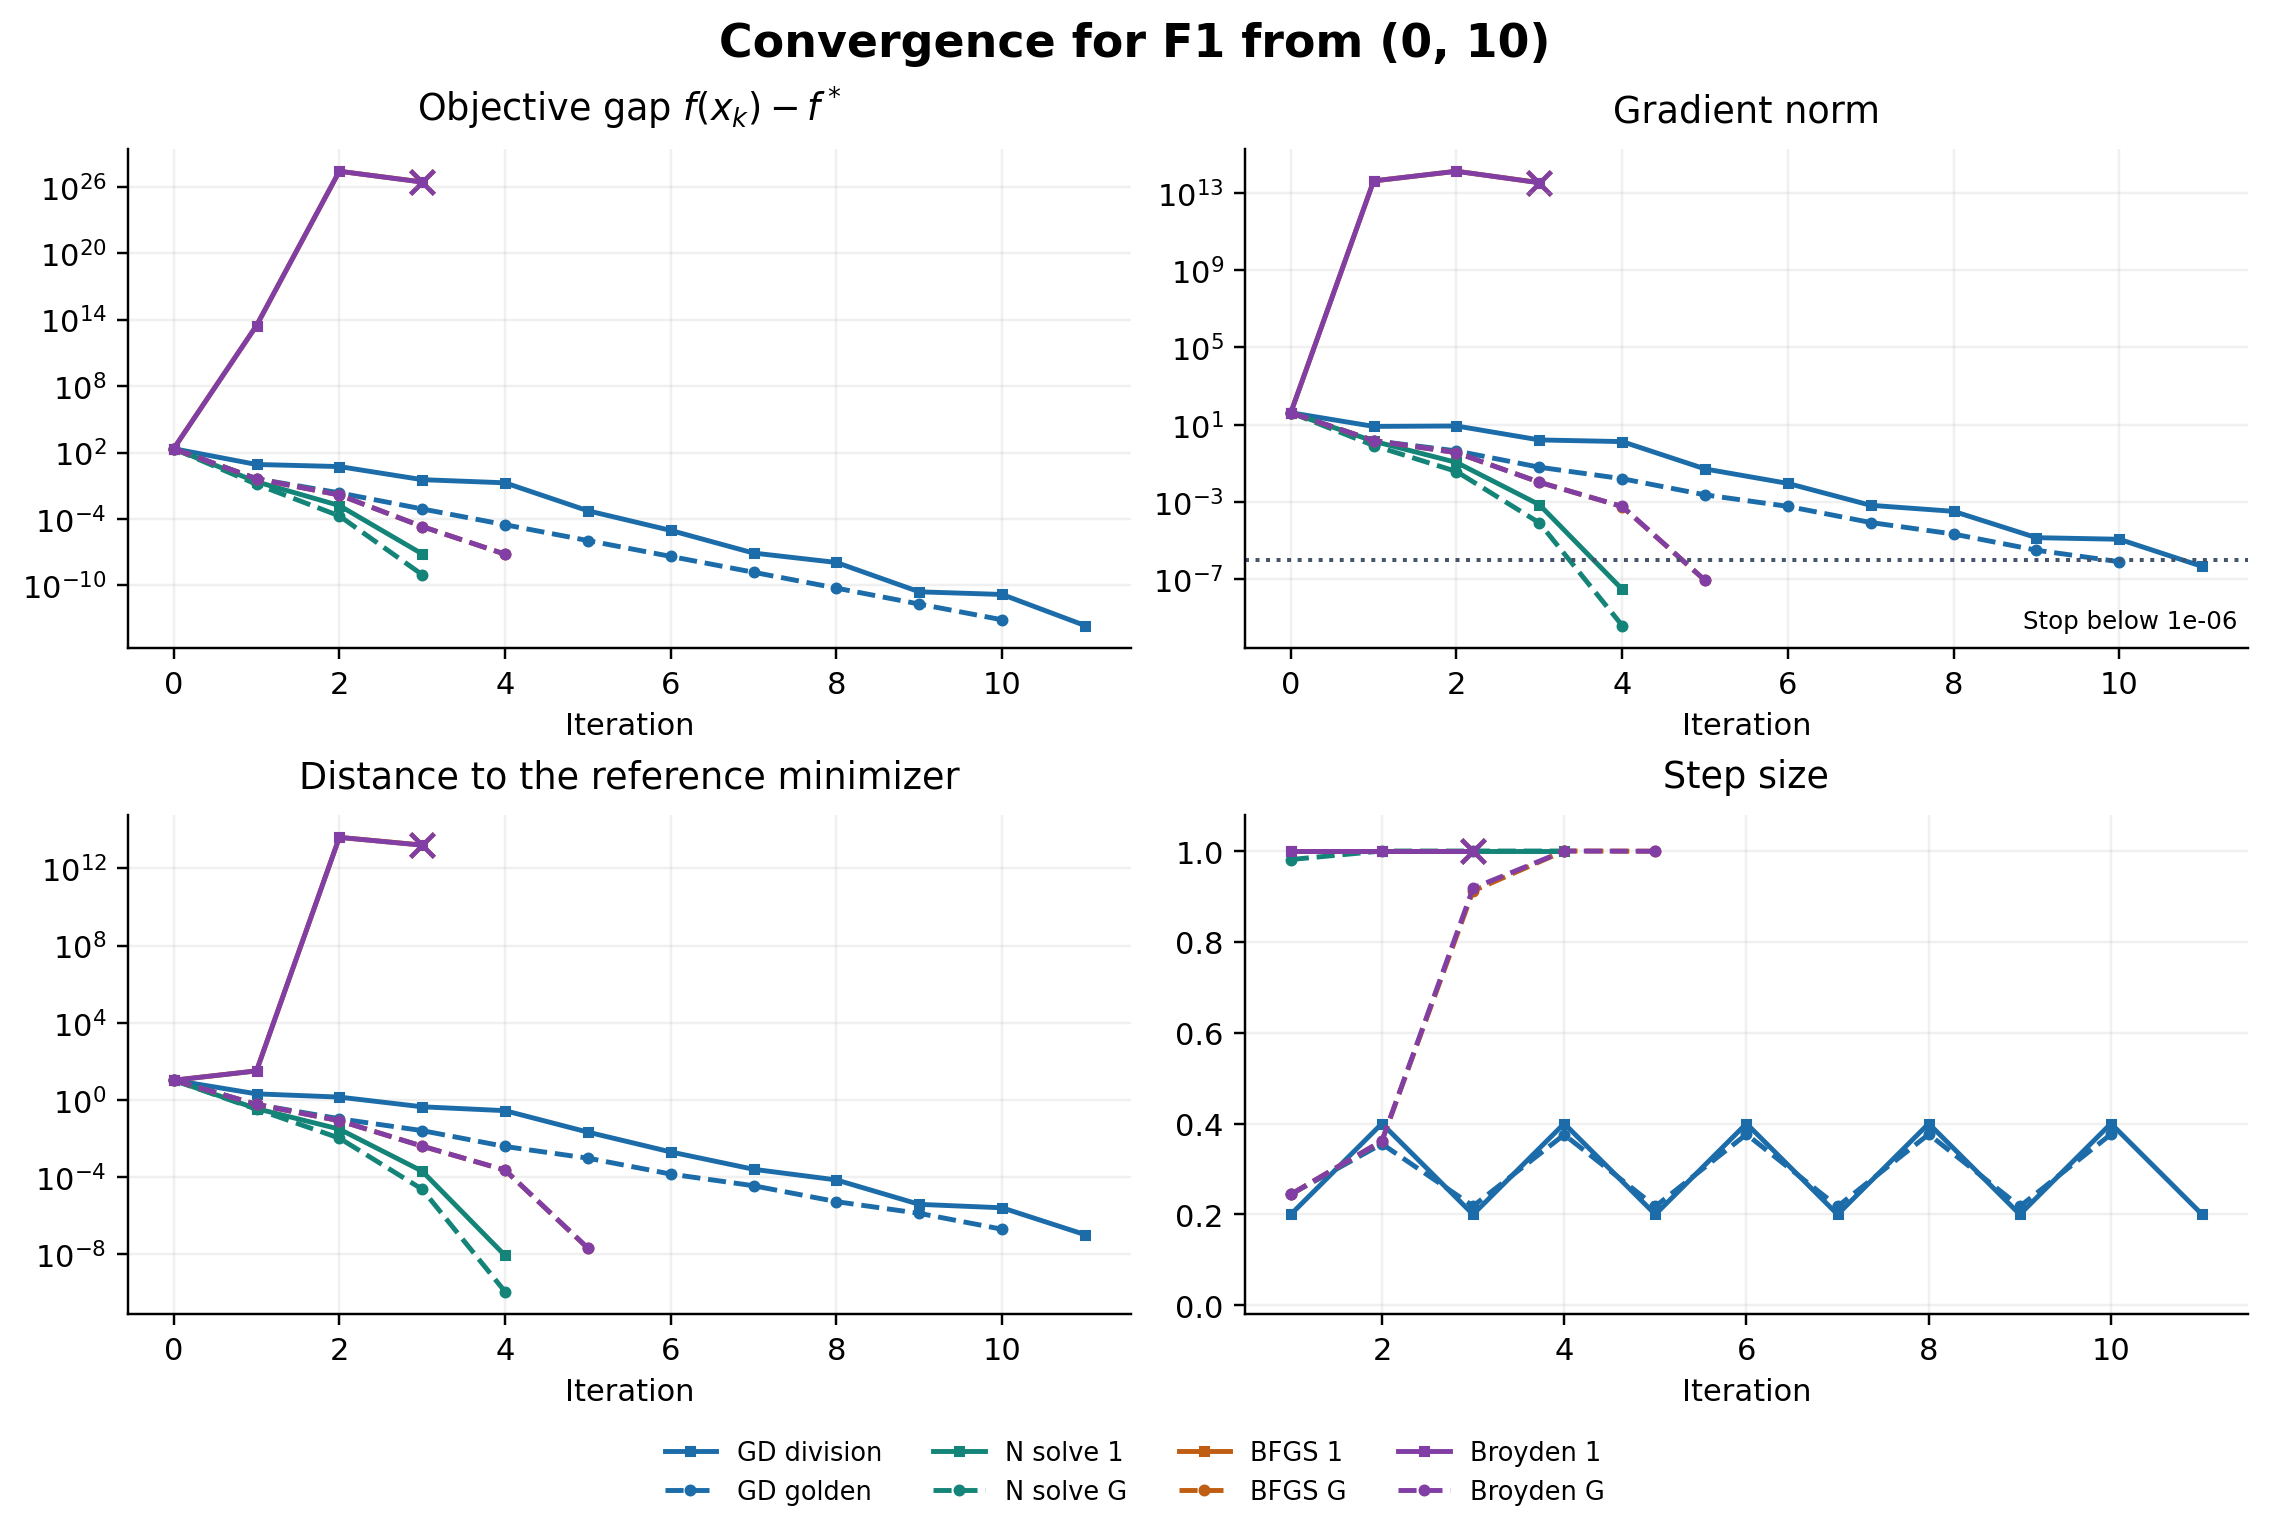 Convergence for F1 from (0, 10)
Objective gap f(x_k) − f^*
10^26
10^20
10^14
10^8
10^2
10^−4
10^−10
0 2 4 6 8 10
Iteration
Gradient norm
10^13
10^9
10^5
10^1
10^−3
10^−7
Stop below 1e-06
0 2 4 6 8 10
Iteration
Distance to the reference minimizer
10^12
10^8
10^4
10^0
10^−4
10^−8
0 2 4 6 8 10
Iteration
Step size
1.0
0.8
0.6
0.4
0.2
0.0
2 4 6 8 10
Iteration
GD division N solve 1 BFGS 1 Broyden 1
GD golden N solve G BFGS G Broyden G